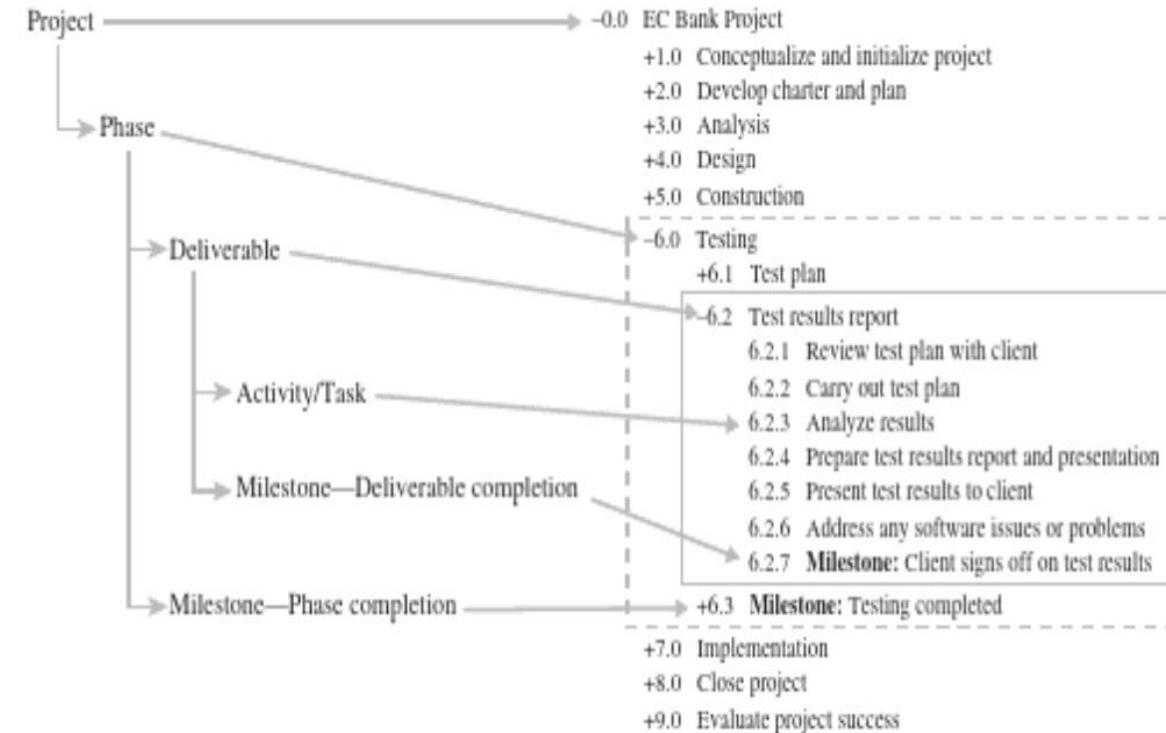 Project
−0.0 EC Bank Project
+1.0 Conceptualize and initialize project
+2.0 Develop charter and plan
Phase
+3.0 Analysis
+4.0 Design
+5.0 Construction
−6.0 Testing
Deliverable
+6.1 Test plan
−6.2 Test results report
6.2.1 Review test plan with client
6.2.2 Carry out test plan
Activity/Task
6.2.3 Analyze results
6.2.4 Prepare test results report and presentation
Milestone—Deliverable completion
6.2.5 Present test results to client
6.2.6 Address any software issues or problems
6.2.7 Milestone: Client signs off on test results
Milestone—Phase completion
+6.3 Milestone: Testing completed
+7.0 Implementation
+8.0 Close project
+9.0 Evaluate project success